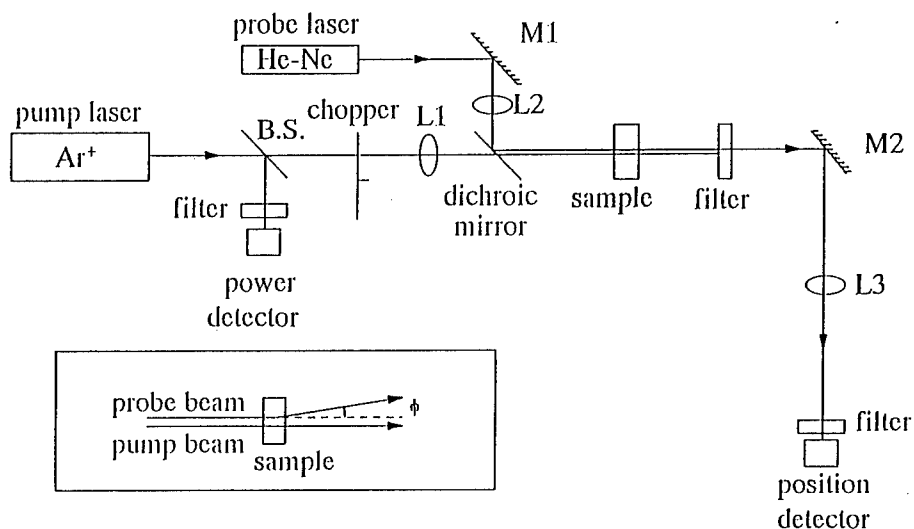 probe laser
He-Ne
M1
L2
pump laser
Ar+
B.S.
chopper
L1
dichroic
mirror
sample
filter
M2
filter
power
detector
L3
probe beam
pump beam
sample
ϕ
filter
position
detector